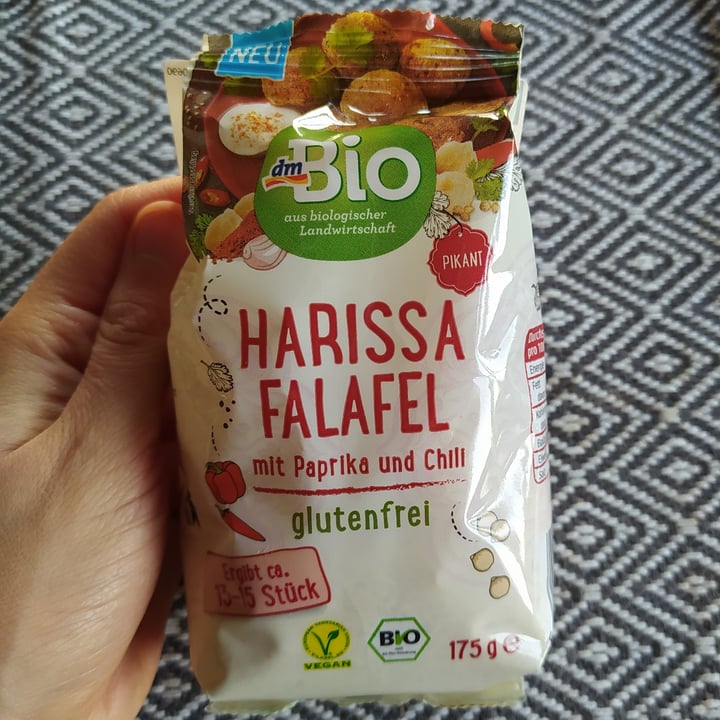 NEU
dm
Bio
aus biologischer
Landwirtschaft
PIKANT
HARISSA
FALAFEL
mit Paprika und Chili
glutenfrei
Ergibt ca.
13-15 Stück
VEGAN
BIO
175 g e